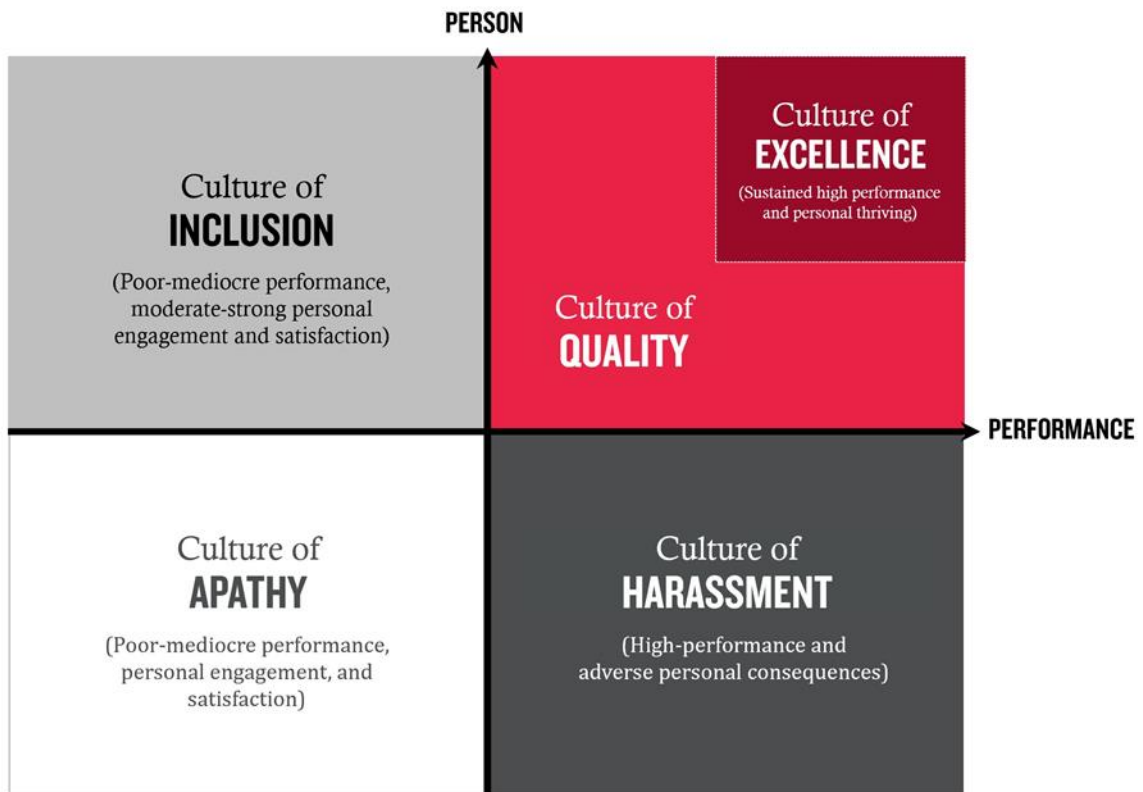 PERSON
Culture of
INCLUSION
(Poor-mediocre performance,
moderate-strong personal
engagement and satisfaction)
Culture of
EXCELLENCE
(Sustained high performance
and personal thriving)
Culture of
QUALITY
PERFORMANCE
Culture of
APATHY
(Poor-mediocre performance,
personal engagement, and
satisfaction)
Culture of
HARASSMENT
(High-performance and
adverse personal consequences)